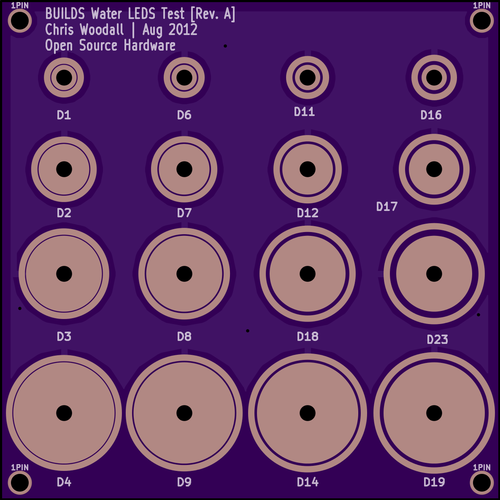 1PIN
BUILDS Water LEDS Test [Rev. A]
1PIN
Chris Woodall | Aug 2012
Open Source Hardware
D1 D6 D11 D16
D17
D2 D7 D12
D3 D8 D18 D23
1PIN
1PIN
D4 D9 D14 D19